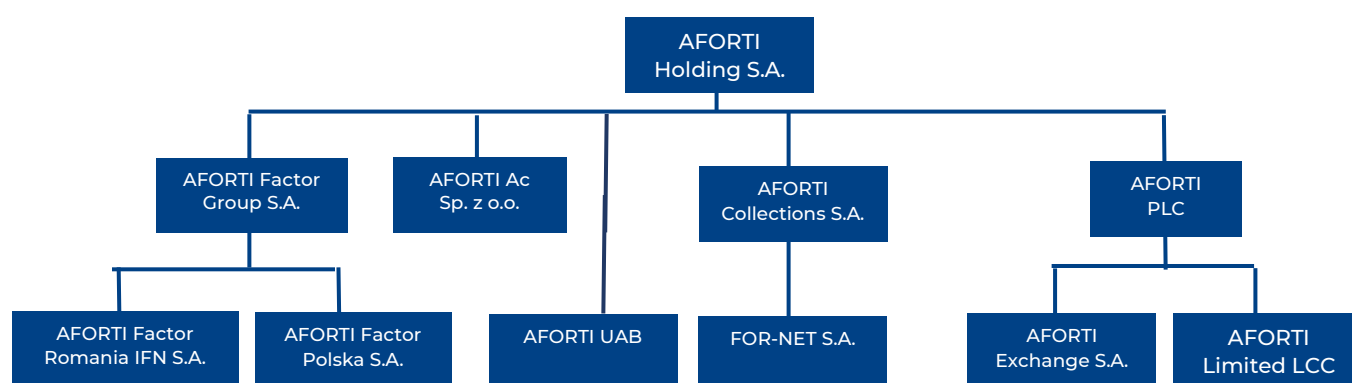 AFORTI
Holding S.A.
AFORTI Factor
Group S.A.
AFORTI Ac
Sp. z o.o.
AFORTI
Collections S.A.
AFORTI
PLC
AFORTI Factor
Romania IFN S.A.
AFORTI Factor
Polska S.A.
AFORTI UAB
FOR-NET S.A.
AFORTI
Exchange S.A.
AFORTI
Limited LCC